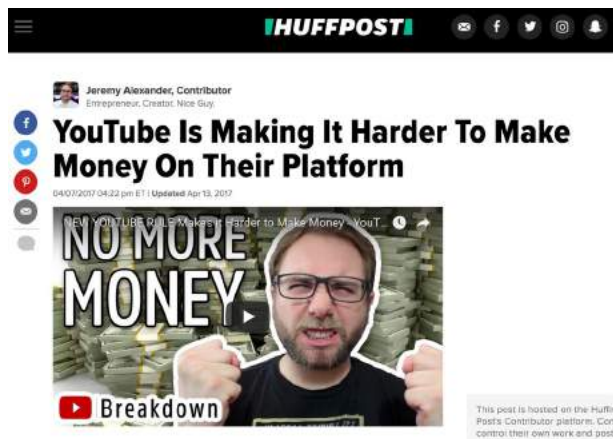 HUFFPOST
Jeremy Alexander, Contributor
Entrepreneur. Creator. Nice Guy.
YouTube Is Making It Harder To Make
Money On Their Platform
04/07/2017 04:22 pm ET | Updated Apr 13, 2017
NEW YOUTUBE RULE Makes it Harder to Make Money - YouT...
NO MORE
MONEY
Breakdown
This post is hosted on the Huffin
Post's Contributor platform. Con
control their own work and post